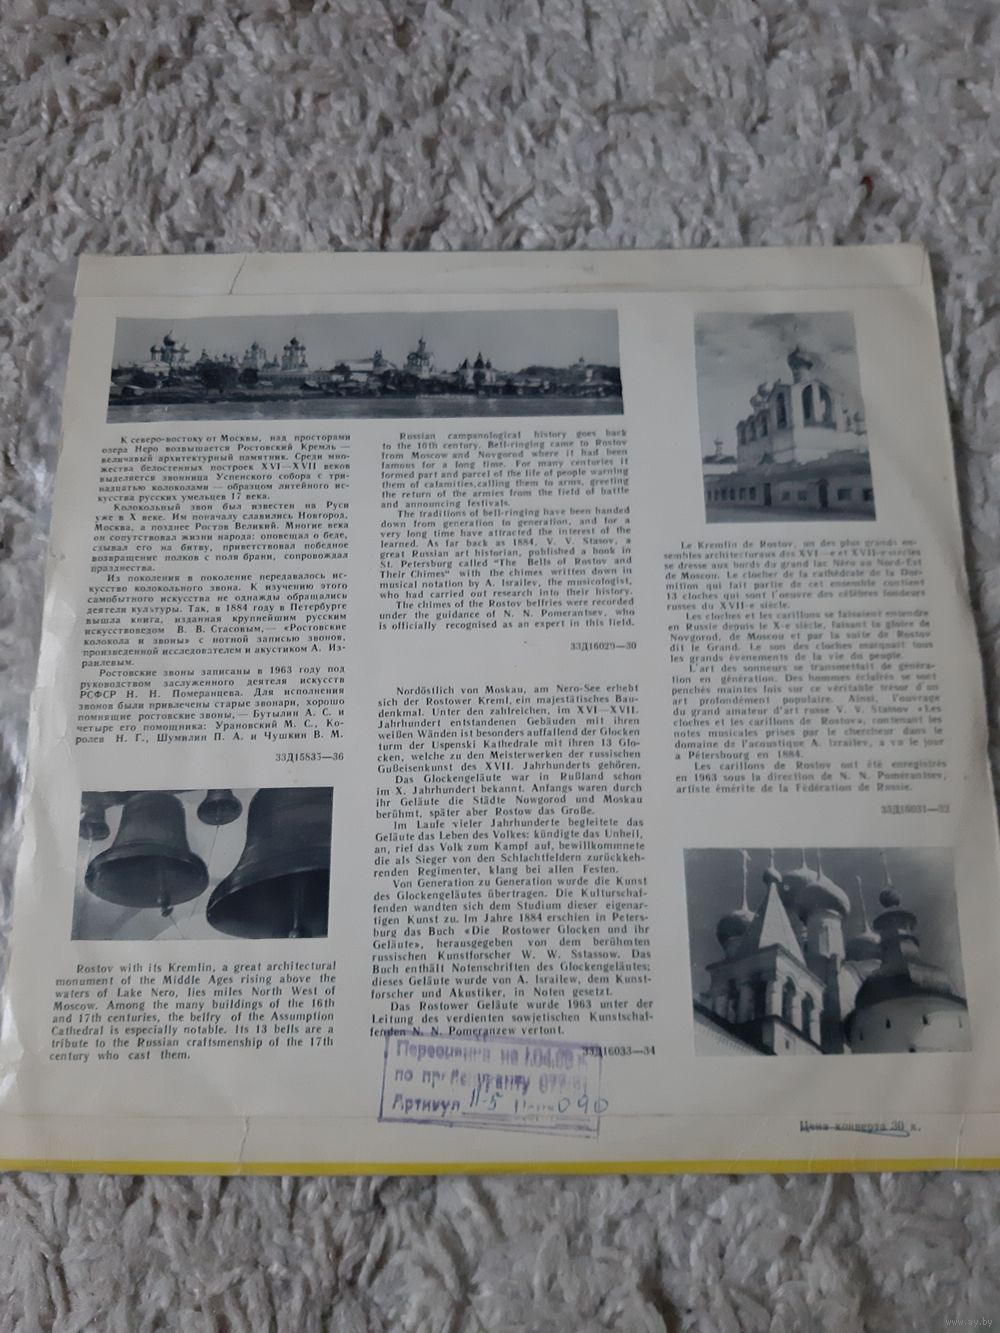 К северо-востоку от Москвы, над просторами
озера Неро возвышается Ростовский Кремль —
величавый архитектурный памятник. Среди мно-
жества белостенных построек XVI—XVII веков
выделяется звонница Успенского собора с три-
надцатью колоколами — образцом литейного ис-
кусства русских умельцев 17 века.
Колокольный звон был известен на Руси
уже в X веке. Им поначалу славились Новгород,
Москва, а позднее Ростов Великий. Многие века
он сопутствовал жизни народа: оповещал о беде,
сзывал его на битву, приветствовал победное
возвращение полков с поля брани, сопровождал
празднества.
Из поколения в поколение передавалось ис-
кусство колокольного звона. К изучению этого
самобытного искусства не однажды обращались
деятели культуры. Так, в 1884 году в Петербурге
вышла книга, изданная крупнейшим русским
искусствоведом В. В. Стасовым, — «Ростовские
колокола и звоны» с нотной записью звонов,
произведенной исследователем и акустиком А. Из-
раилевым.
Ростовские звоны записаны в 1963 году под
руководством заслуженного деятеля искусств
РСФСР Н. Н. Померанцева. Для исполнения
звонов были привлечены старые звонари, хорошо
помнящие ростовские звоны, — Бутылин А. С. и
четыре его помощника: Урановский М. С., Ко-
ролев Н. Г., Шумилин П. А. и Чушкин В. М.
33Д15835—36
Rostov with its Kremlin, a great architectural
monument of the Middle Ages rising above the
waters of Lake Nero, lies miles North West of
Moscow. Among the many buildings of the 16th
and 17th centuries, the belfry of the Assumption
Cathedral is especially notable. Its 13 bells are a
tribute to the Russian craftsmenship of the 17th
century who cast them.
Russian campanological history goes back
to the 10th century. Bell-ringing came to Rostov
from Moscow and Novgorod where it had been
famous for a long time. For many centuries it
formed part and parcel of the life of people warning
them of calamities,calling them to arms, greeting
the return of the armies from the field of battle
and announcing festivals.
The traditions of bell-ringing have been handed
down from generation to generation, and for a
very long time have attracted the interest of the
learned. As far back as 1884, V. V. Stasov, a
great Russian art historian, published a book in
St. Petersburg called "The Bells of Rostov and
Their Chimes" with the chimes written down in
musical notation by A. Israilev, the musicologist,
who had carried out research into their history.
The chimes of the Rostov belfries were recorded
under the guidance of N. N. Pomerantsev, who
is officially recognised as an expert in this field.
33Д16029—30
Nordöstlich von Moskau, am Nero-See erhebt
sich der Rostower Kreml, ein majestätisches Bau-
denkmal. Unter den zahlreichen, im XVI—XVII.
Jahrhundert entstandenen Gebäuden mit ihren
weißen Wänden ist besonders auffallend der Glocken
turm der Uspenski Kathedrale mit ihren 13 Glo-
cken, welche zu den Meisterwerken der russischen
Gußeisenkunst des XVII. Jahrhunderts gehören.
Das Glockengeläute war in Rußland schon
im X. Jahrhundert bekannt. Anfangs waren durch
ihr Geläute die Städte Nowgorod und Moskau
berühmt, später aber Rostow das Große.
Im Laufe vieler Jahrhunderte begleitete das
Geläute das Leben des Volkes: kündigte das Unheil,
an, rief das Volk zum Kampf auf, bewillkommnete
die als Sieger von den Schlachtfeldern zurückkeh-
renden Regimenter, klang bei allen Festen.
Von Generation zu Generation wurde die Kunst
des Glockengeläutes übertragen. Die Kulturschaf-
fenden wandten sich dem Studium dieser eigenar-
tigen Kunst zu. Im Jahre 1884 erschien in Peters-
burg das Buch «Die Rostower Glocken und ihr
Geläute», herausgegeben von dem berühmten
russischen Kunstforscher W. W. Sstassow. Das
Buch enthält Notenschriften des Glockengeläutes;
dieses Geläute wurde von A. Israilew, dem Kunst-
forscher und Akustiker, in Noten gesetzt.
Das Rostower Geläute wurde 1963 unter der
Leitung des verdienten sowjetischen Kunstschaf-
fenden N. N. Pomeranzew vertont.
33Д16033—34
Переоценка на
по
Артикул 11-5 090
Le Kremlin de Rostov, un des plus grands en-
sembles architecturaux des XVI—e et XVII-e siècles
se dresse aux bords du grand lac Néro au Nord-Est
de Moscou. Le clocher de la cathédrale de la Dor-
mition qui fait partie de cet ensemble contient
13 cloches qui sont l'oeuvre des célèbres fondeurs
russes du XVII-e siècle.
Les cloches et les carillons se faisaient entendre
en Russie depuis le X-e siècle, faisant la gloire de
Novgorod, de Moscou et par la suite de Rostov
dit le Grand. Le son des cloches marquait tous
les grands événements de la vie du peuple.
L'art des sonneurs se transmettait de généra-
tion en génération. Des hommes éclairés se sont
penchés maintes fois sur ce véritable trésor d'un
art profondément populaire. Ainsi, l'ouvrage
du grand amateur d'art russe V. V. Stassov «Les
cloches et les carillons de Rostov», contenant les
notes musicales prises par le chercheur dans le
domaine de l'acoustique A. Izrailev, a vu le jour
a Pétersbourg en 1884.
Les carillons de Rostov ont été enregistrés
en 1963 sous la direction de N. N. Pomérantsev,
artiste émérite de la Fédération de Russie.
33Д16031—32
Цена конверта 30 к.
www.ay.by